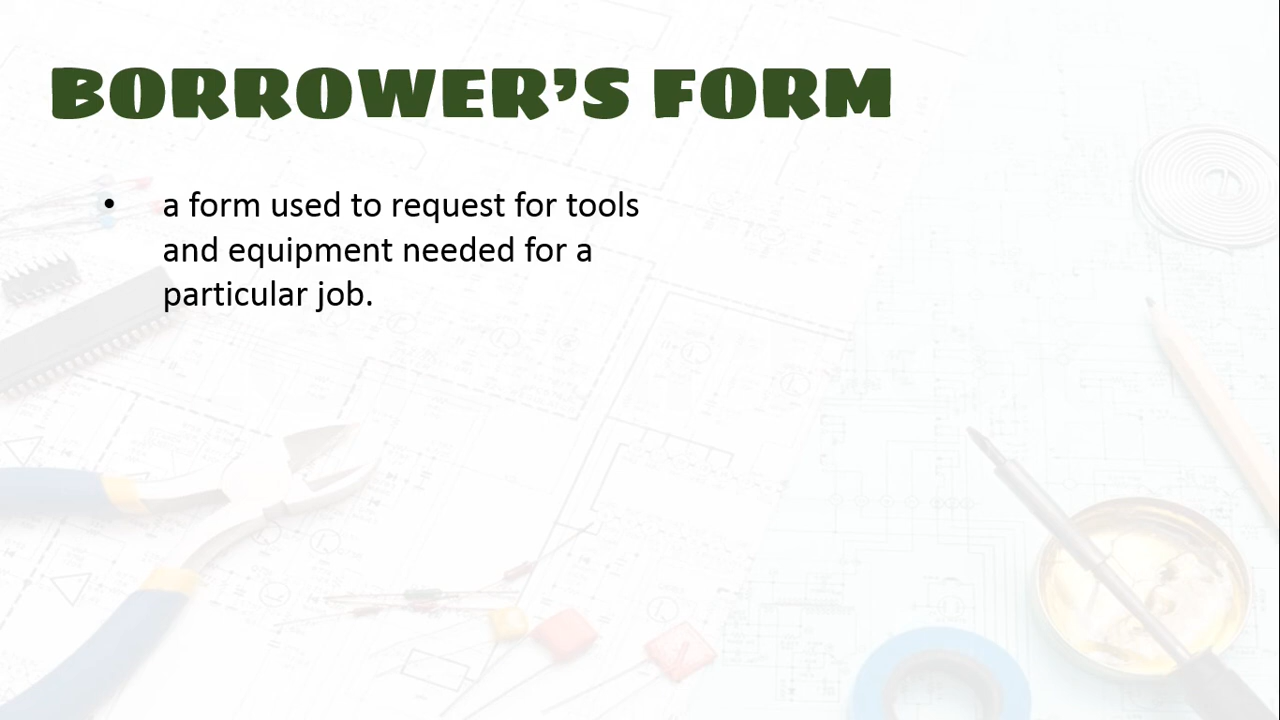 BORROWER’S FORM
• a form used to request for tools
and equipment needed for a
particular job.